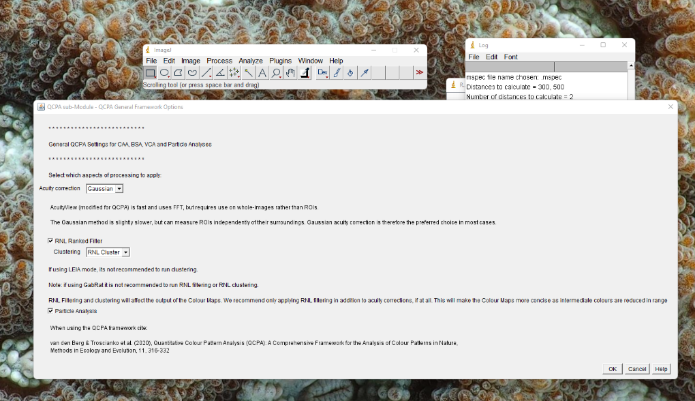 ImageJ
File Edit Image Process Analyze Plugins Window Help
Dev
Scrolling tool (or press space bar and drag)
Log
File Edit Font
mspec file name chosen: .mspec
Distances to calculate = 300, 500
Number of distances to calculate = 2
QCPA sub-Module - QCPA General Framework Options
* * * * * * * * * * * * * * * * * * * * * * * * *
General QCPA Settings for CAA, BSA, VCA and Particle Analyses
* * * * * * * * * * * * * * * * * * * * * * * * *
Select which aspects of processing to apply:
Acuity correction Gaussian
AcuityView (modified for QCPA) is fast and uses FFT, but requires use on whole-images rather than ROIs.
The Gaussian method is slightly slower, but can measure ROIs independently of their surroundings. Gaussian acuity correction is therefore the preferred choice in most cases.
RNL Ranked Filter
Clustering RNL Cluster
If using LEIA mode, its not recommended to run clustering.
Note: if using GabRat it is not recommended to run RNL filtering or RNL clustering.
RNL Filtering and clustering will affect the output of the Colour Maps. We recommend only applying RNL filtering in addition to acuity corrections, if at all. This will make the Colour Maps more concise as intermediate colours are reduced in range
Particle Analysis
When using the QCPA framework cite:
van den Berg & Troscianko et al. (2020), Quantitative Colour Pattern Analysis (QCPA): A Comprehensive Framework for the Analysis of Colour Patterns in Nature,
Methods in Ecology and Evolution, 11, 316-332
OK Cancel Help